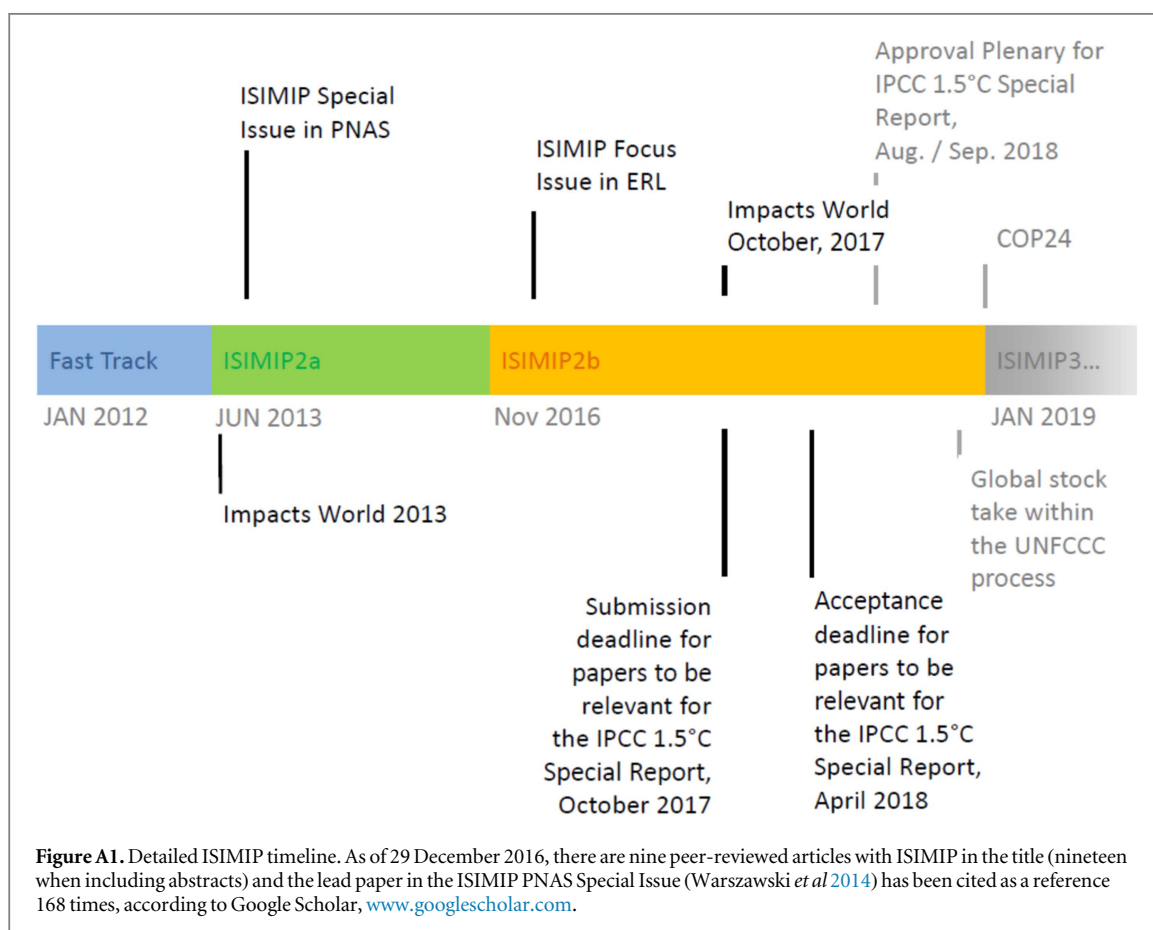 Approval Plenary for
IPCC 1.5°C Special
Report,
Aug. / Sep. 2018
ISIMIP Special
Issue in PNAS
ISIMIP Focus
Issue in ERL
Impacts World
October, 2017
COP24
Fast Track
ISIMIP2a
ISIMIP2b
ISIMIP3...
JAN 2012
JUN 2013
Nov 2016
JAN 2019
Impacts World 2013
Global stock
take within
the UNFCCC
process
Submission
deadline for
papers to be
relevant for
the IPCC 1.5°C
Special Report,
October 2017
Acceptance
deadline for
papers to be
relevant for
the IPCC 1.5°C
Special Report,
April 2018
Figure A1. Detailed ISIMIP timeline. As of 29 December 2016, there are nine peer-reviewed articles with ISIMIP in the title (nineteen
when including abstracts) and the lead paper in the ISIMIP PNAS Special Issue (Warszawski et al 2014) has been cited as a reference
168 times, according to Google Scholar, www.googlescholar.com.